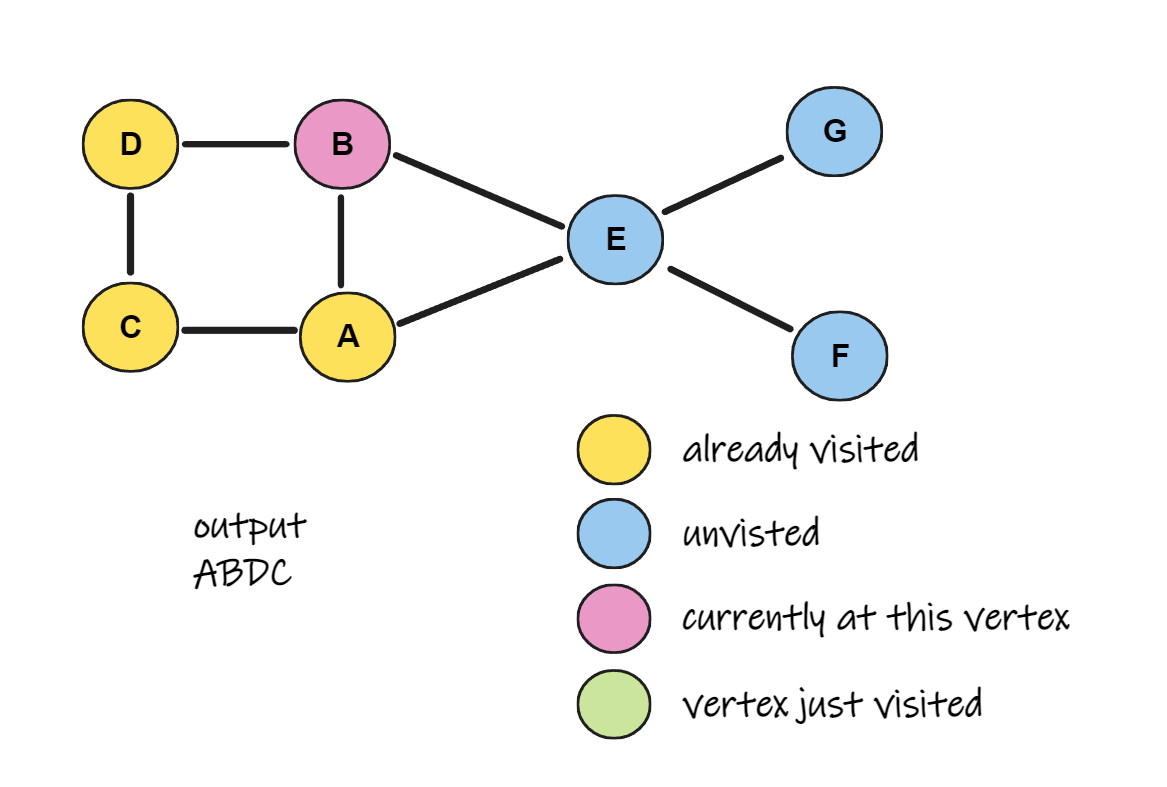 D
B
G
E
C
A
F
already visited
output
ABDC
unvisted
currently at this vertex
vertex just visited